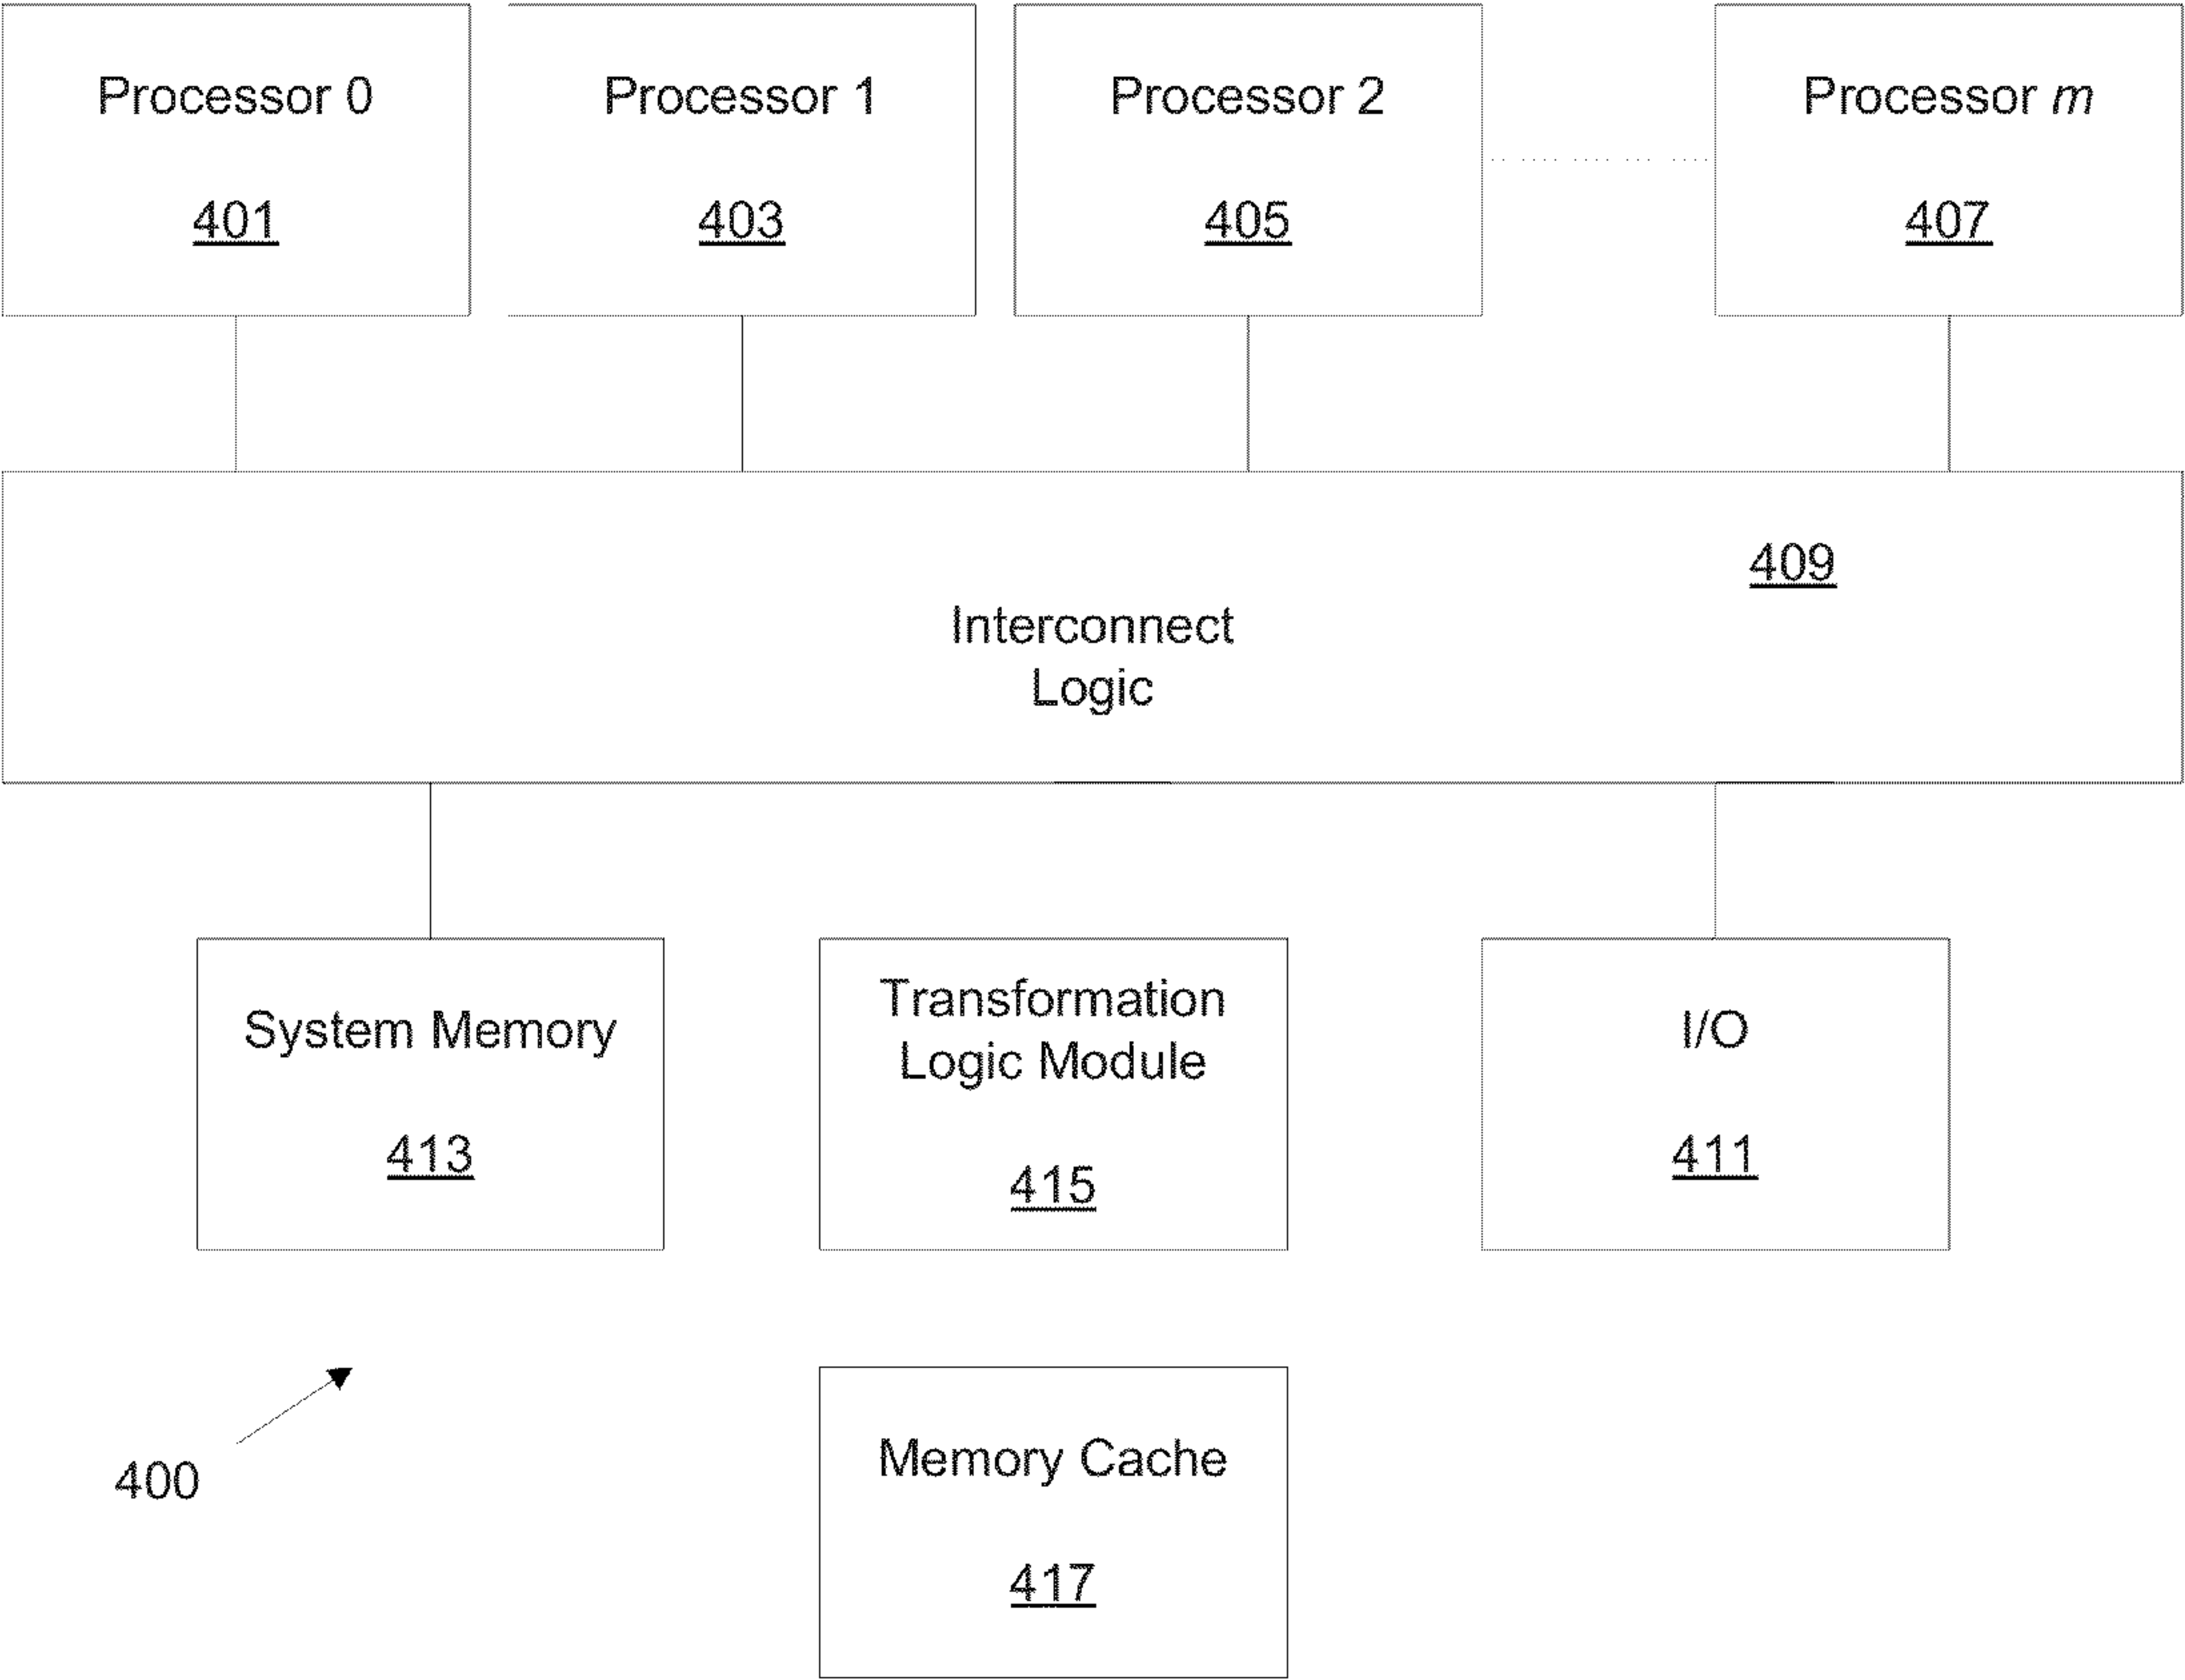 Processor 0
401
Processor 1
403
Processor 2
405
Processor m
407
409
Interconnect
Logic
System Memory
413
Transformation
Logic Module
415
I/O
411
400
Memory Cache
417